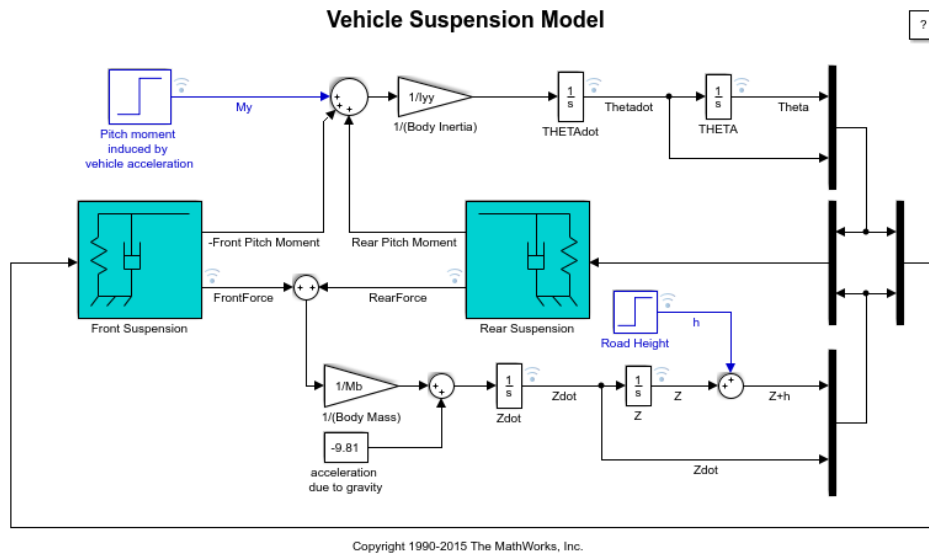 Vehicle Suspension Model
?
My
Pitch moment
induced by
vehicle acceleration
+
+
+
1/Iyy
1/(Body Inertia)
1
s
THETAdot
Thetadot
1
s
THETA
Theta
-Front Pitch Moment
Rear Pitch Moment
FrontForce
+ +
RearForce
Front Suspension
Rear Suspension
Road Height
h
1/Mb
1/(Body Mass)
+
+
1
s
Zdot
Zdot
1
s
Z
Z
+
+
Z+h
-9.81
acceleration
due to gravity
Zdot
Copyright 1990-2015 The MathWorks, Inc.